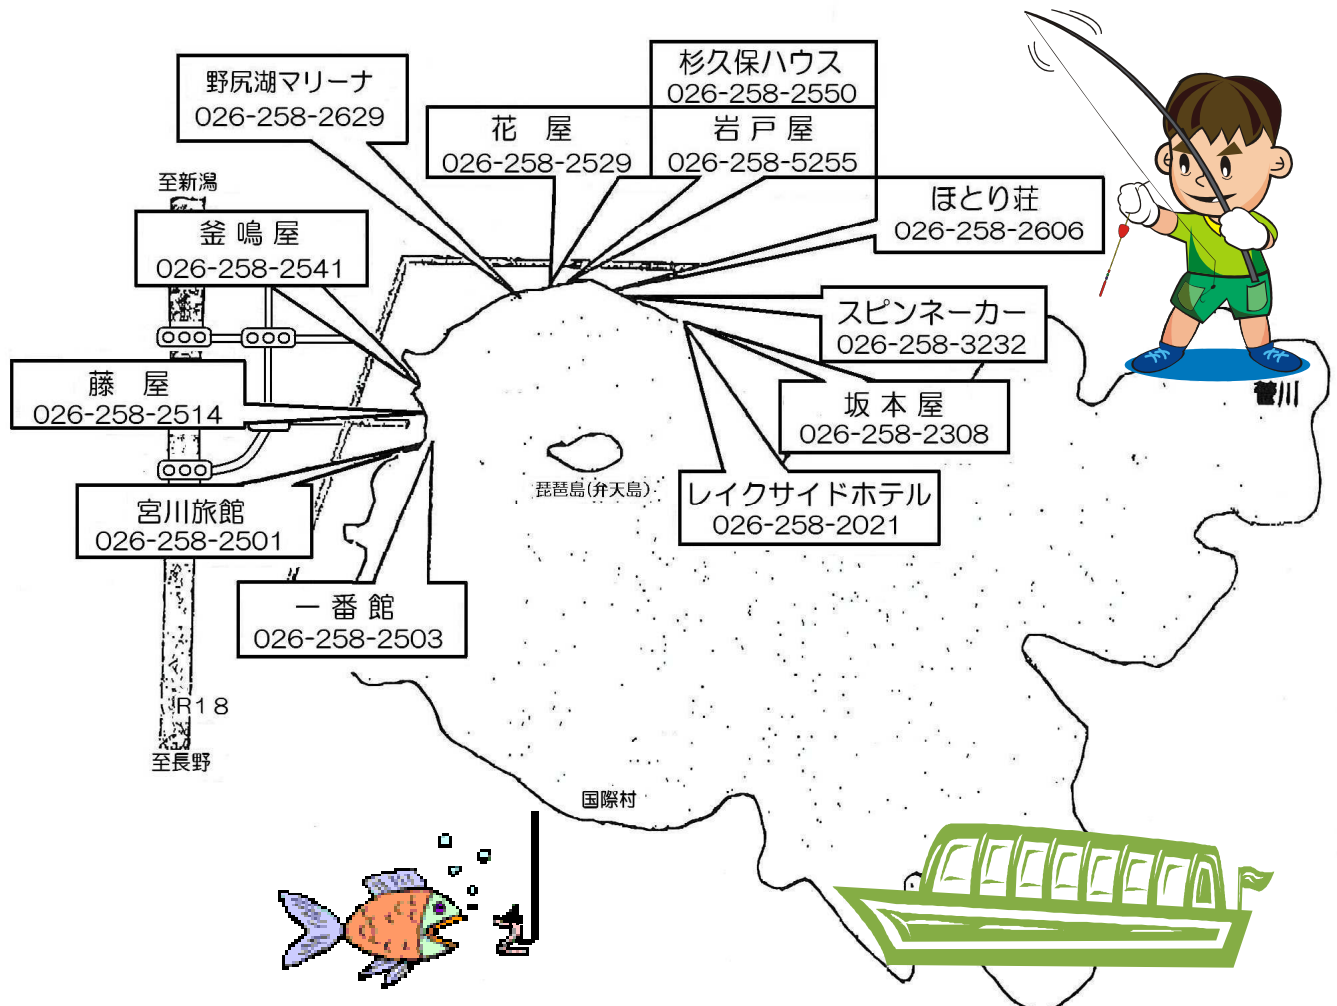 野尻湖マリーナ
026-258-2629
杉久保ハウス
026-258-2550
花　屋
026-258-2529
岩 戸 屋
026-258-5255
ほとり荘
026-258-2606
至新潟
釜 鳴 屋
026-258-2541
スピンネーカー
026-258-3232
藤　屋
026-258-2514
坂 本 屋
026-258-2308
菅川
レイクサイドホテル
026-258-2021
琵琶島(弁天島)
宮川旅館
026-258-2501
一 番 館
026-258-2503
R18
至長野
国際村